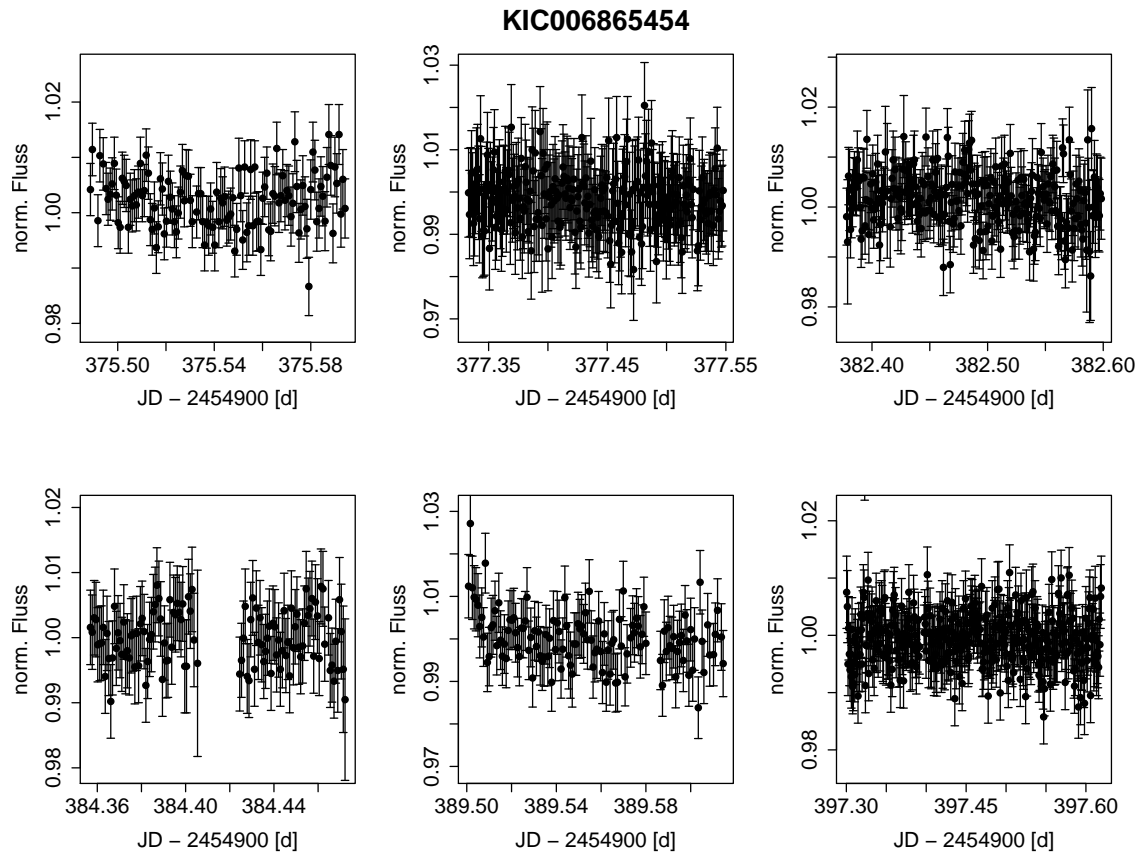 KIC006865454
norm. Fluss
0.98 1.00 1.02
375.50 375.54 375.58
JD − 2454900 [d]
norm. Fluss
0.97 0.99 1.01 1.03
377.35 377.45 377.55
JD − 2454900 [d]
norm. Fluss
0.98 1.00 1.02
382.40 382.50 382.60
JD − 2454900 [d]
norm. Fluss
0.98 0.99 1.00 1.01 1.02
384.36 384.40 384.44
JD − 2454900 [d]
norm. Fluss
0.97 0.99 1.01 1.03
389.50 389.54 389.58
JD − 2454900 [d]
norm. Fluss
0.98 1.00 1.02
397.30 397.45 397.60
JD − 2454900 [d]